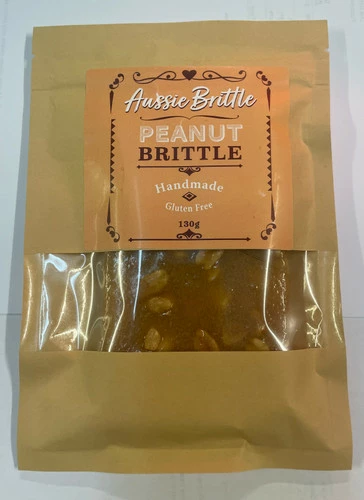 Aussie Brittle
PEANUT
BRITTLE
Handmade
Gluten Free
130g